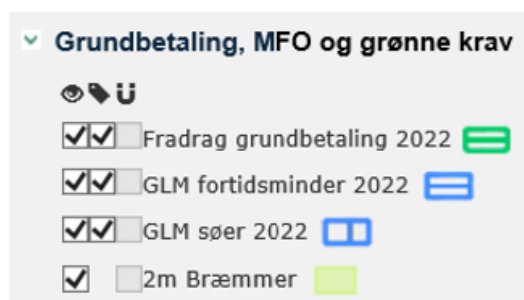 Grundbetaling, MFO og grønne krav
Fradrag grundbetaling 2022
GLM fortidsminder 2022
GLM søer 2022
2m Bræmmer